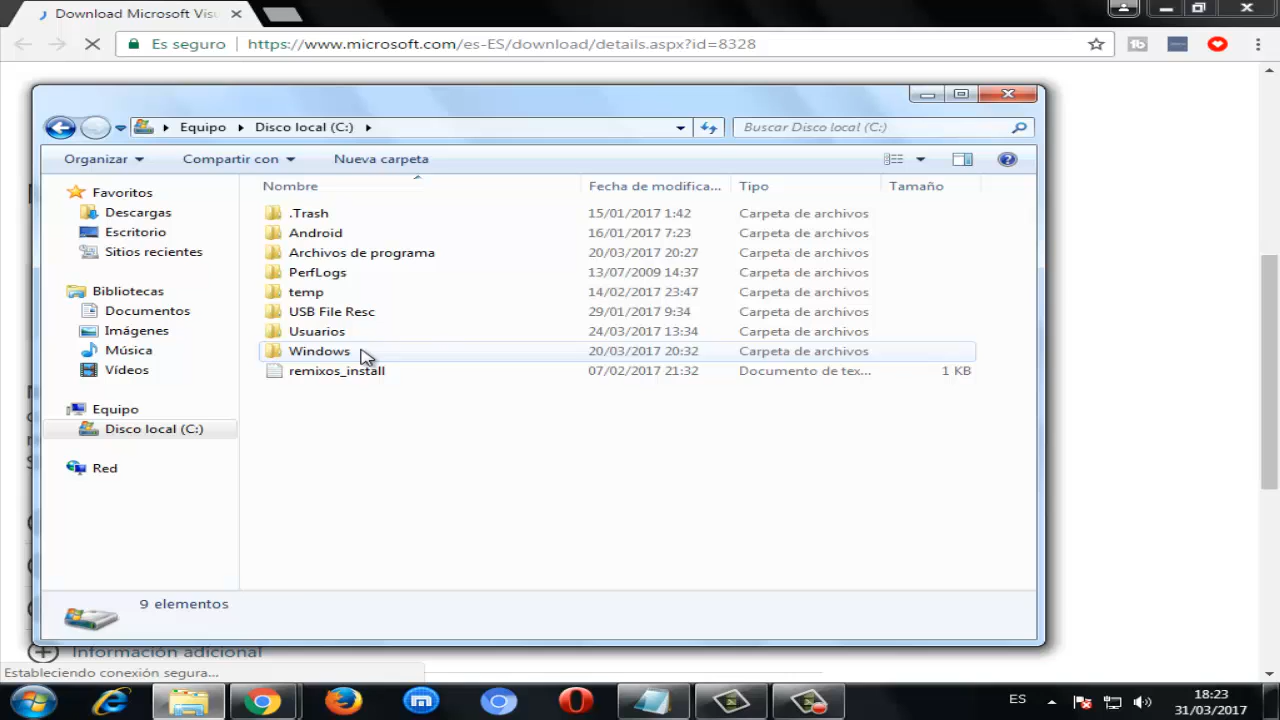 Download Microsoft Visu
Es seguro
https://www.microsoft.com/es-ES/download/details.aspx?id=8328
Equipo
Disco local (C:)
Buscar Disco local (C:)
Organizar
Compartir con
Nueva carpeta
Nombre
Fecha de modifica...
Tipo
Tamaño
Favoritos
Descargas
Escritorio
Sitios recientes
Bibliotecas
Documentos
Imágenes
Música
Vídeos
Equipo
Disco local (C:)
Red
.Trash 15/01/2017 1:42 Carpeta de archivos
Android 16/01/2017 7:23 Carpeta de archivos
Archivos de programa 20/03/2017 20:27 Carpeta de archivos
PerfLogs 13/07/2009 14:37 Carpeta de archivos
temp 14/02/2017 23:47 Carpeta de archivos
USB File Resc 29/01/2017 9:34 Carpeta de archivos
Usuarios 24/03/2017 13:34 Carpeta de archivos
Windows 20/03/2017 20:32 Carpeta de archivos
remixos_install 07/02/2017 21:32 Documento de tex... 1 KB
9 elementos
Información adicional
Estableciendo conexión segura...
ES
18:23
31/03/2017